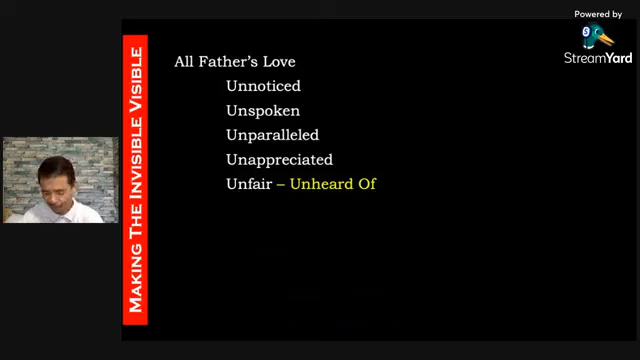 Powered by
StreamYard
MAKING THE INVISIBLE VISIBLE
All Father's Love
Unnoticed
Unspoken
Unparalleled
Unappreciated
Unfair – Unheard Of